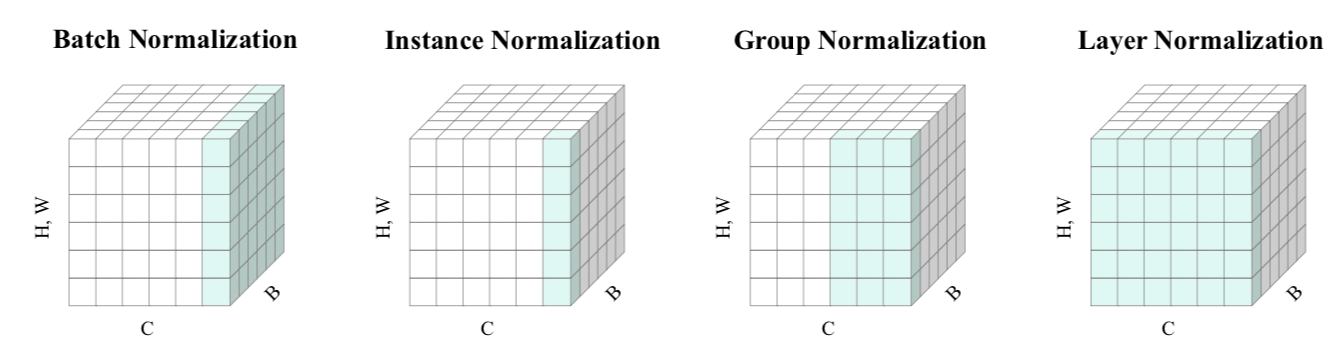 Batch Normalization
Instance Normalization
Group Normalization
Layer Normalization
H, W
C
B
H, W
C
B
H, W
C
B
H, W
C
B